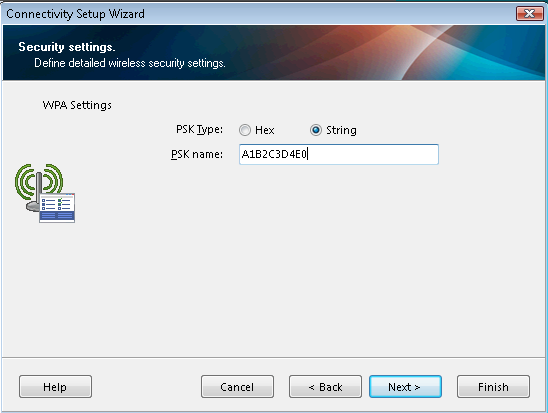 Connectivity Setup Wizard
Security settings.
Define detailed wireless security settings.
WPA Settings
PSK Type: Hex String
PSK name: A1B2C3D4E0
Help Cancel < Back Next > Finish